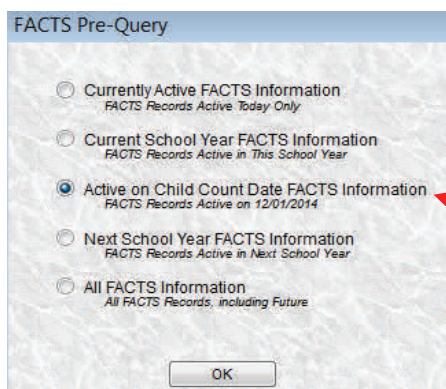 FACTS Pre-Query
Currently Active FACTS Information
FACTS Records Active Today Only
Current School Year FACTS Information
FACTS Records Active in This School Year
Active on Child Count Date FACTS Information
FACTS Records Active on 12/01/2014
Next School Year FACTS Information
FACTS Records Active in Next School Year
All FACTS Information
All FACTS Records, including Future
OK